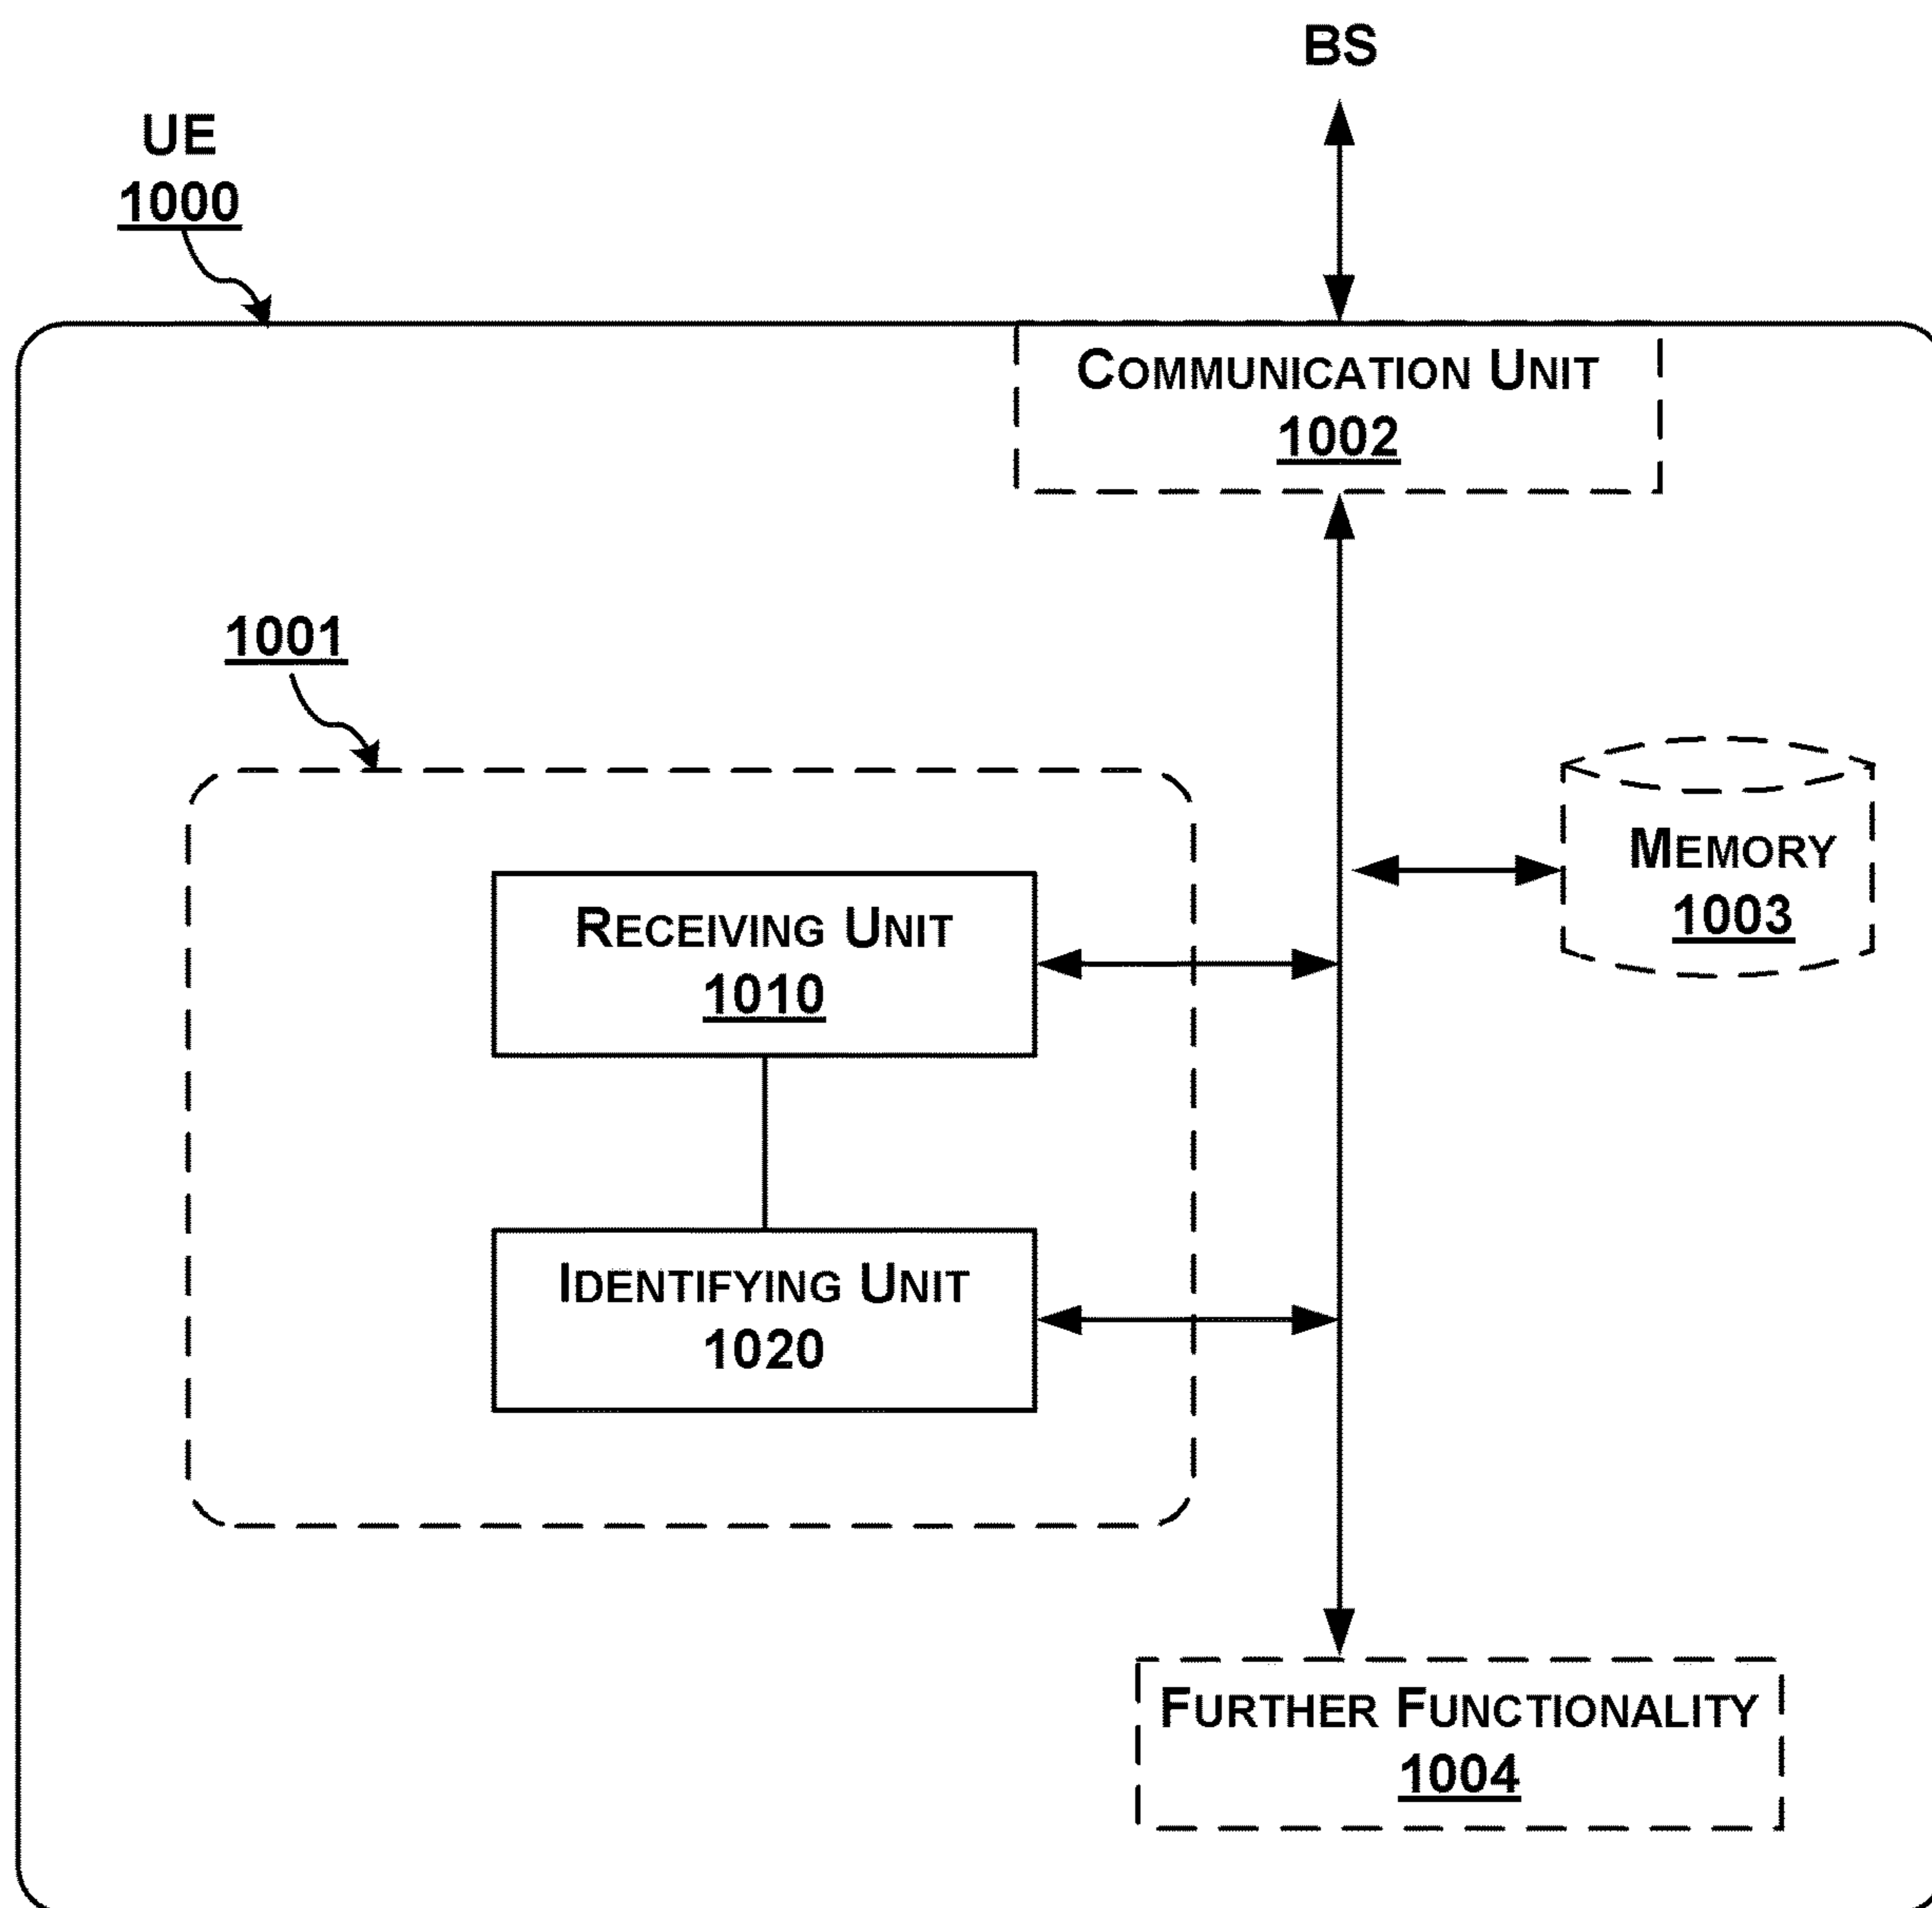 BS
UE
1000
COMMUNICATION UNIT
1002
1001
MEMORY
1003
RECEIVING UNIT
1010
IDENTIFYING UNIT
1020
FURTHER FUNCTIONALITY
1004